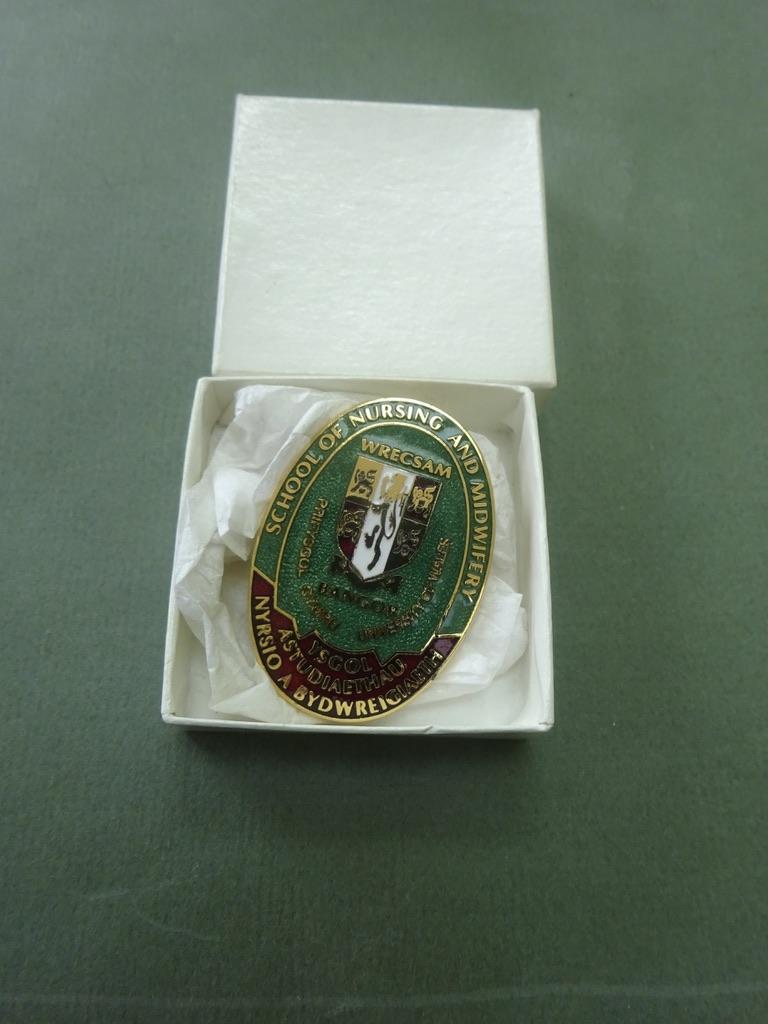 SCHOOL OF NURSING AND MIDWIFERY
WRECSAM
PRIFYSGOL CYMRU
BANGOR
UNIVERSITY OF WALES
YSGOL
ASTUDIAETHAU
NYRSIO A BYDWREIGIAETH